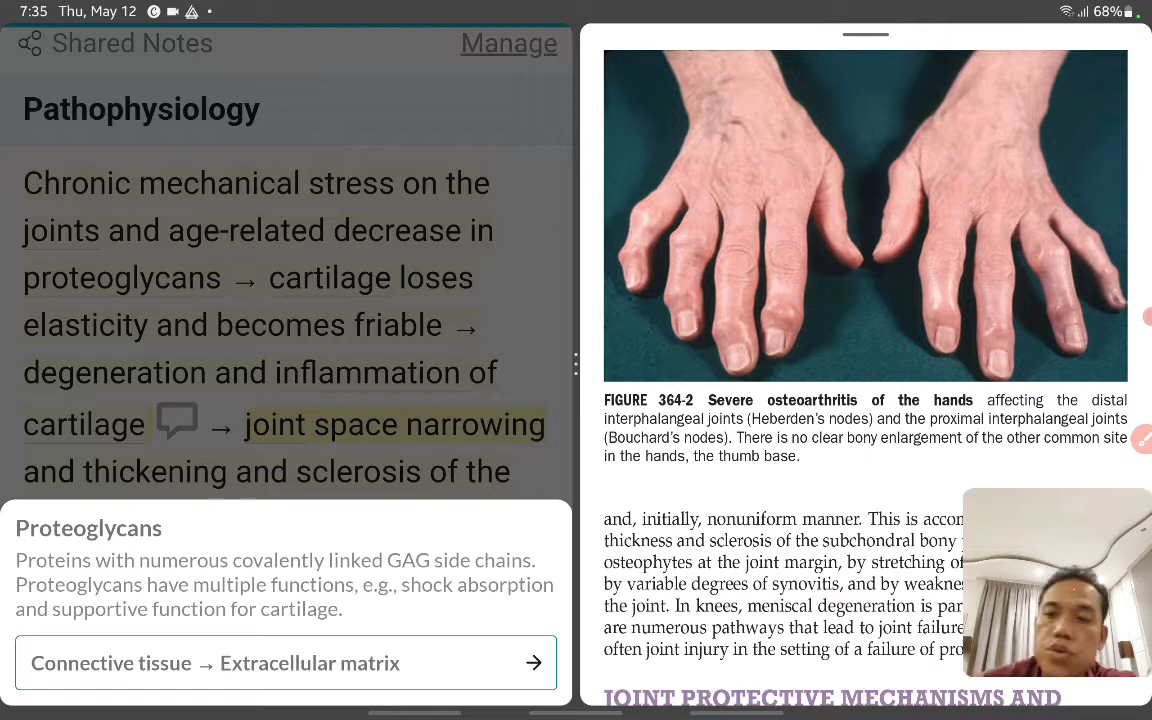 7:35 Thu, May 12
68%
Shared Notes
Manage
Pathophysiology
Chronic mechanical stress on the
joints and age-related decrease in
proteoglycans → cartilage loses
elasticity and becomes friable →
degeneration and inflammation of
cartilage → joint space narrowing
and thickening and sclerosis of the
Proteoglycans
Proteins with numerous covalently linked GAG side chains.
Proteoglycans have multiple functions, e.g., shock absorption
and supportive function for cartilage.
Connective tissue → Extracellular matrix →
FIGURE 364-2 Severe osteoarthritis of the hands affecting the distal
interphalangeal joints (Heberden's nodes) and the proximal interphalangeal joints
(Bouchard's nodes). There is no clear bony enlargement of the other common site
in the hands, the thumb base.
and, initially, nonuniform manner. This is accom
thickness and sclerosis of the subchondral bony
osteophytes at the joint margin, by stretching of
by variable degrees of synovitis, and by weaknes
the joint. In knees, meniscal degeneration is par
are numerous pathways that lead to joint failure
often joint injury in the setting of a failure of pro
JOINT PROTECTIVE MECHANISMS AND